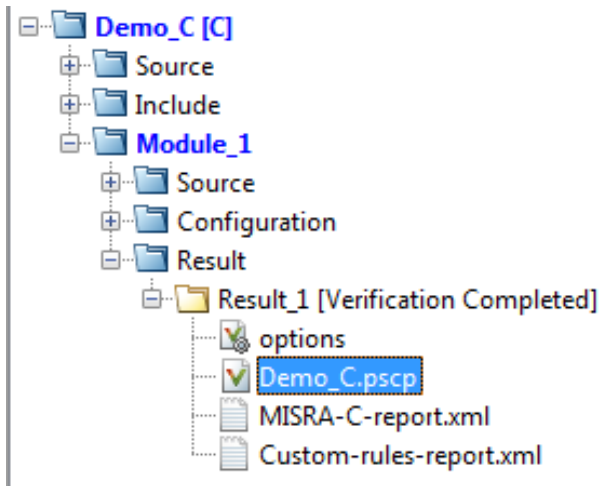 Demo_C [C]
Source
Include
Module_1
Source
Configuration
Result
Result_1 [Verification Completed]
options
Demo_C.pscp
MISRA-C-report.xml
Custom-rules-report.xml